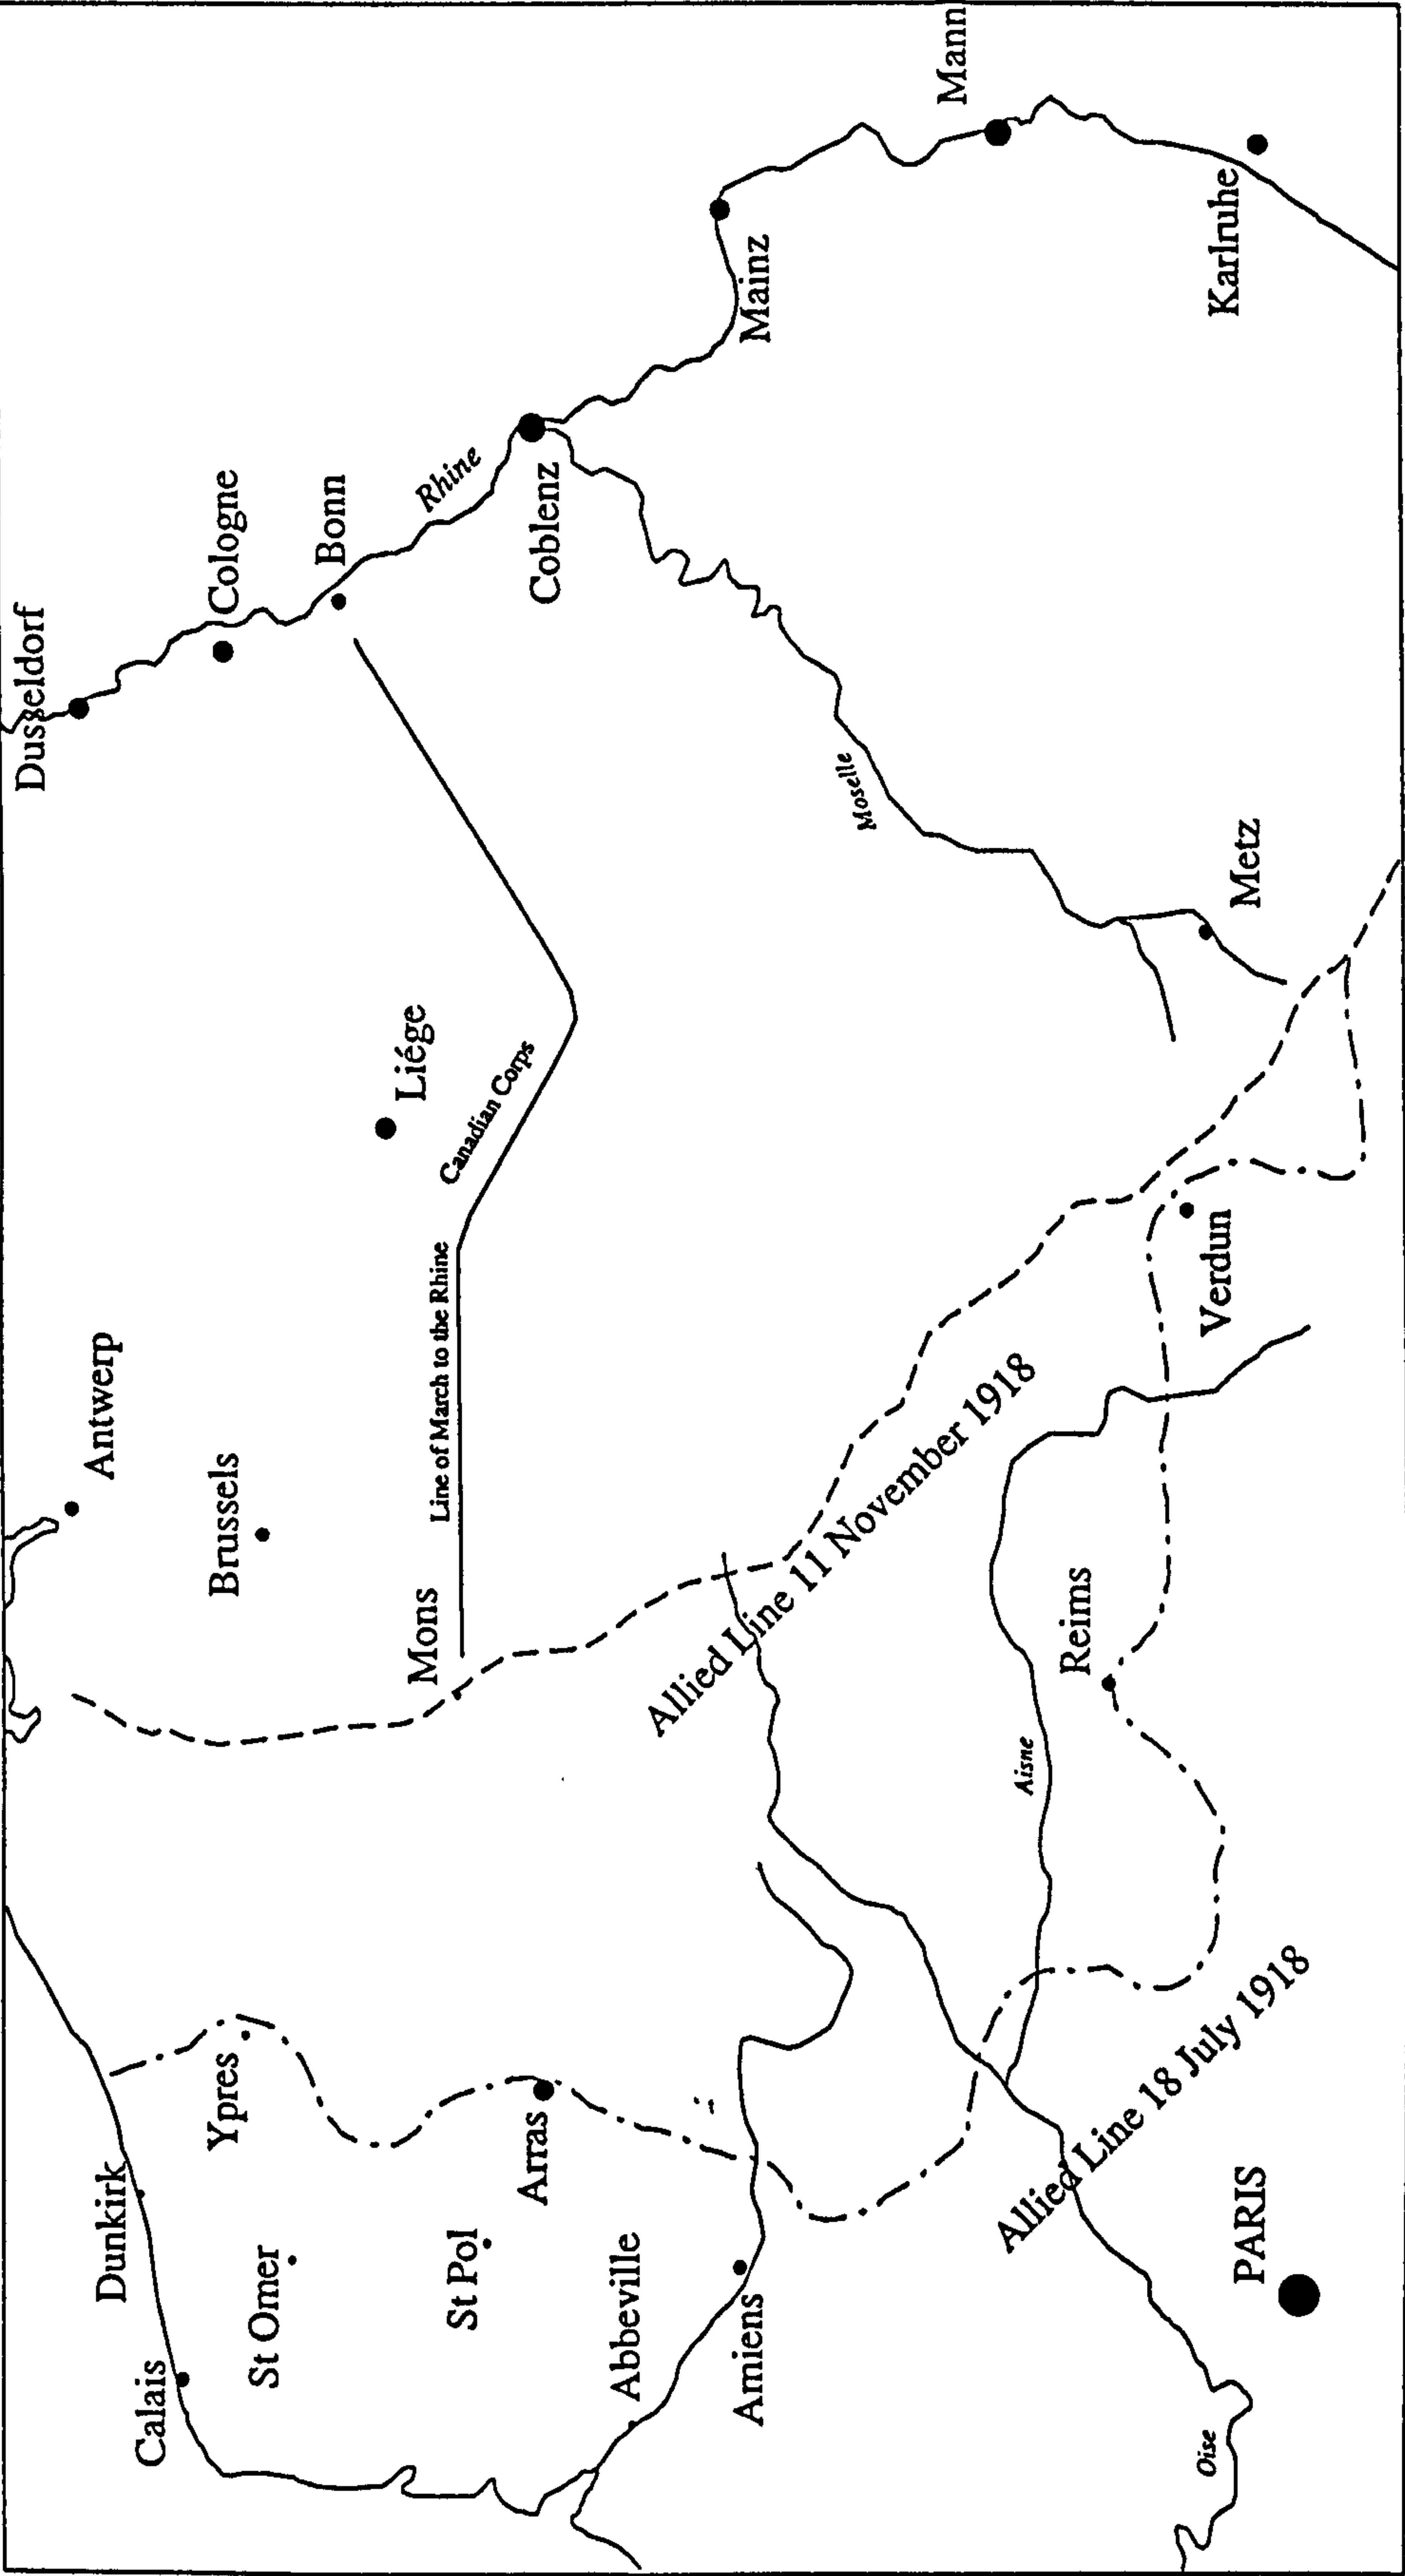 Dunkirk
Calais
Ypres
St Omer
St Pol
Arras
Abbeville
Amiens
Antwerp
Brussels
Mons
Line of March to the Rhine
Canadian Corps
Liége
Dusseldorf
Cologne
Bonn
Rhine
Coblenz
Mainz
Mann
Karlruhe
Moselle
Metz
Verdun
Allied Line 11 November 1918
Reims
Aisne
Allied Line 18 July 1918
PARIS
Oise